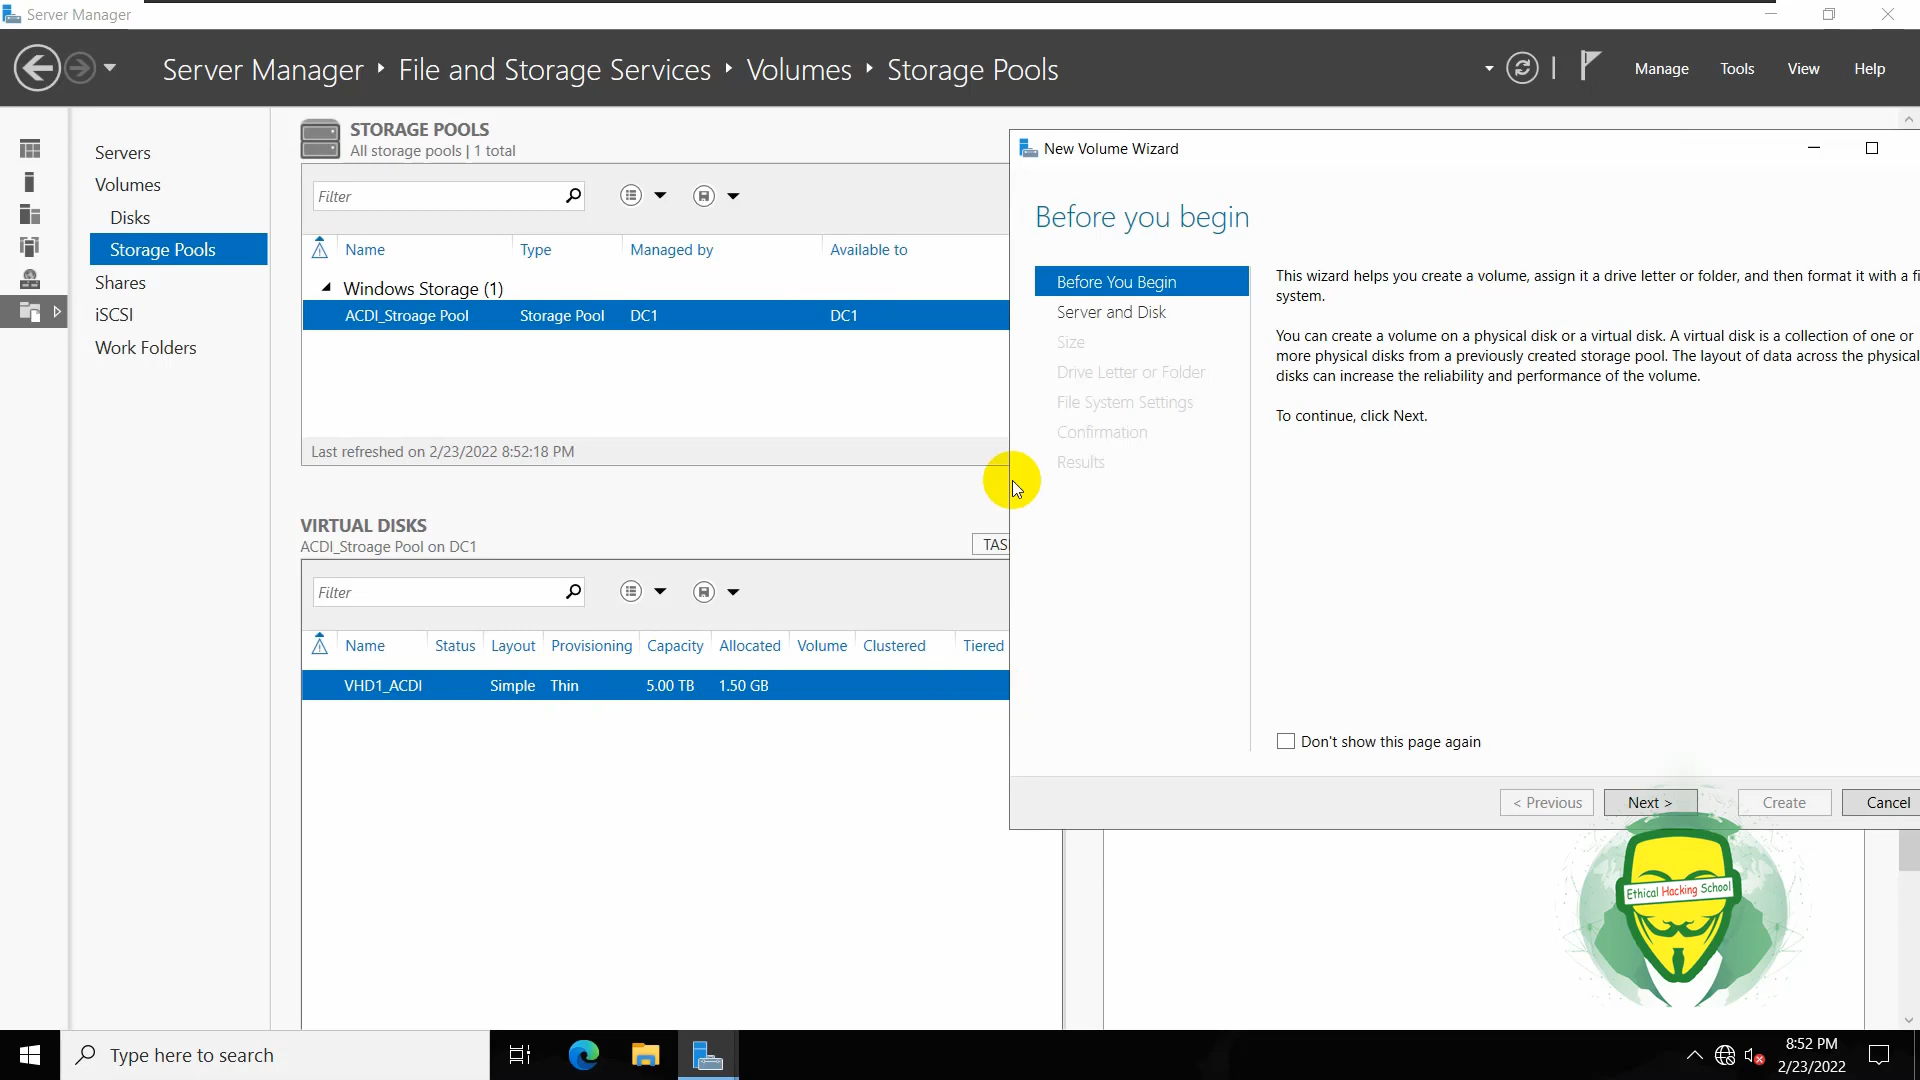 Server Manager
Server Manager ‣ File and Storage Services ‣ Volumes ‣ Storage Pools
Manage Tools View Help
Servers
Volumes
Disks
Storage Pools
Shares
iSCSI
Work Folders
STORAGE POOLS
All storage pools | 1 total
Filter
Name Type Managed by Available to
Windows Storage (1)
ACDI_Stroage Pool Storage Pool DC1 DC1
Last refreshed on 2/23/2022 8:52:18 PM
VIRTUAL DISKS
ACDI_Stroage Pool on DC1
TAS
Filter
Name Status Layout Provisioning Capacity Allocated Volume Clustered Tiered
VHD1_ACDI Simple Thin 5.00 TB 1.50 GB
New Volume Wizard
Before you begin
Before You Begin
Server and Disk
Size
Drive Letter or Folder
File System Settings
Confirmation
Results
This wizard helps you create a volume, assign it a drive letter or folder, and then format it with a fi
system.
You can create a volume on a physical disk or a virtual disk. A virtual disk is a collection of one or
more physical disks from a previously created storage pool. The layout of data across the physical
disks can increase the reliability and performance of the volume.
To continue, click Next.
Don't show this page again
< Previous Next > Create Cancel
Ethical Hacking School
Type here to search
8:52 PM
2/23/2022